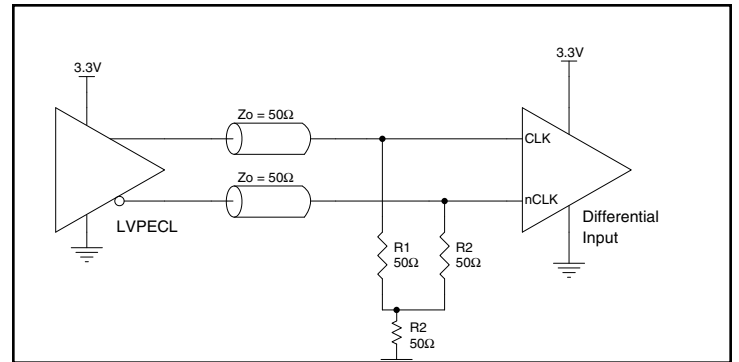 3.3V
3.3V
Zo = 50Ω
CLK
Zo = 50Ω
nCLK
LVPECL
Differential
Input
R1
50Ω
R2
50Ω
R2
50Ω